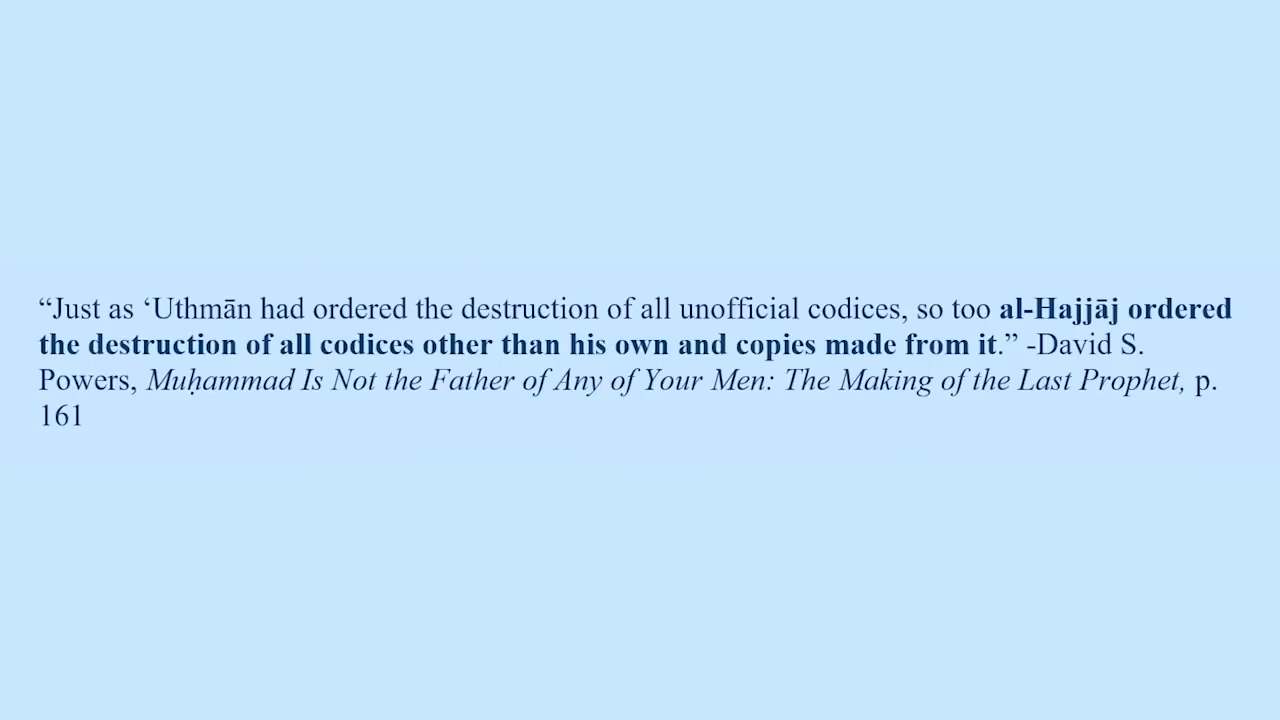 “Just as ‘Uthmān had ordered the destruction of all unofficial codices, so too al-Hajjāj ordered
the destruction of all codices other than his own and copies made from it.” -David S.
Powers, Muḥammad Is Not the Father of Any of Your Men: The Making of the Last Prophet, p.
161